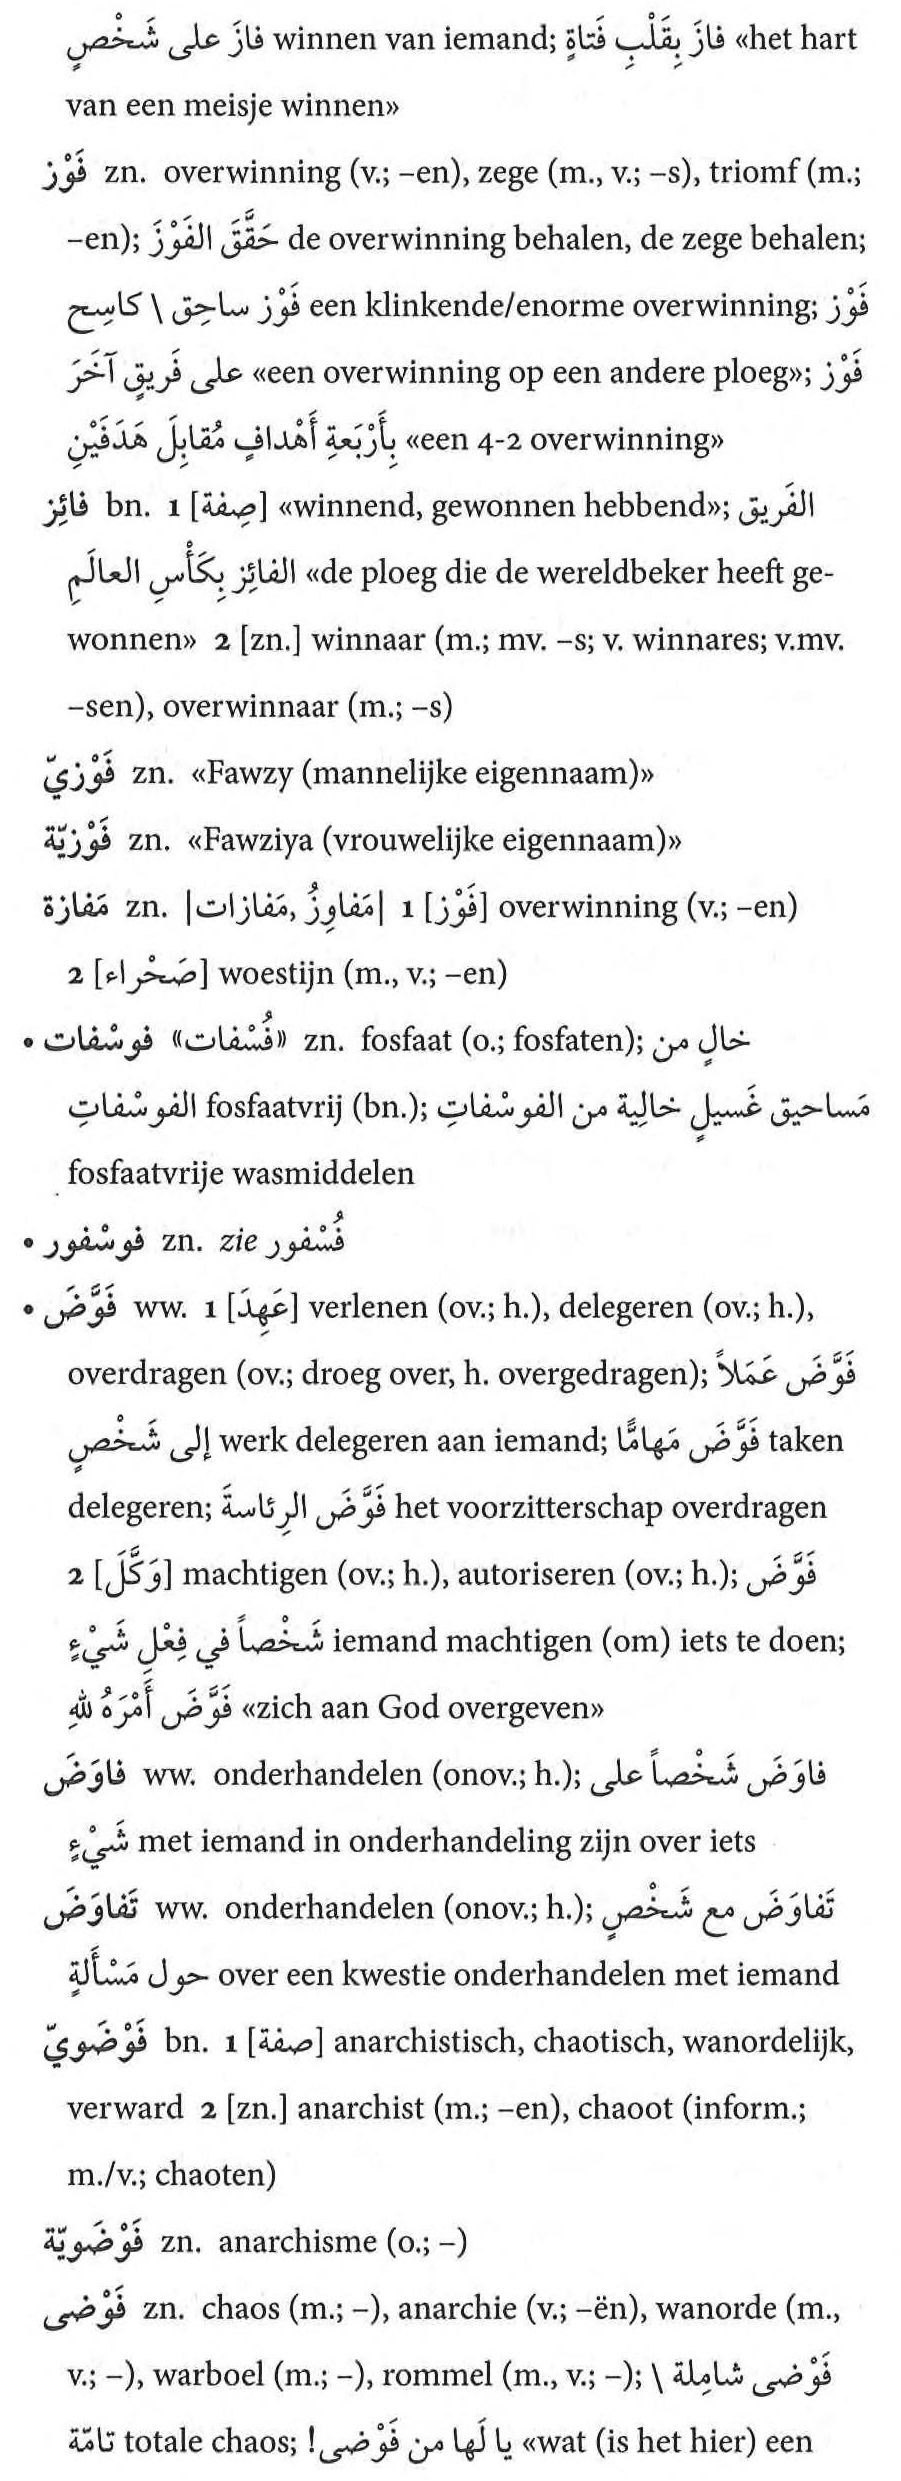 فازَ على شَخْصٍ winnen van iemand; فازَ بِقَلْبِ فَتاةٍ «het hart
van een meisje winnen»
فَوْز zn. overwinning (v.; –en), zege (m., v.; –s), triomf (m.;
–en); حَقَّقَ الفَوْزَ de overwinning behalen, de zege behalen;
فَوْز ساحِق \ كاسِح een klinkende/enorme overwinning; فَوْز
على فَريقٍ آخَرَ «een overwinning op een andere ploeg»; فَوْز
بِأَرْبَعةِ أَهْدافٍ مُقابِلَ هَدَفَيْنِ «een 4-2 overwinning»
فائِز bn. 1 [صِفة] «winnend, gewonnen hebbend»; الفَريق
الفائِز بِكَأْسِ العالَمِ «de ploeg die de wereldbeker heeft ge-
wonnen» 2 [zn.] winnaar (m.; mv. –s; v. winnares; v.mv.
–sen), overwinnaar (m.; –s)
فَوْزيّ zn. «Fawzy (mannelijke eigennaam)»
فَوْزيّة zn. «Fawziya (vrouwelijke eigennaam)»
مَفازة zn. |مَفاوِزُ, مَفازات| 1 [فَوْز] overwinning (v.; –en)
2 [صَحْراء] woestijn (m., v.; –en)
• فوسْفات «فُسْفات» zn. fosfaat (o.; fosfaten); خالٍ من
الفوسْفاتِ fosfaatvrij (bn.); مَساحيق غَسيلٍ خالِية من الفوسْفاتِ
fosfaatvrije wasmiddelen
• فوسْفور zn. zie فُسْفور
• فَوَّضَ ww. 1 [عَهِدَ] verlenen (ov.; h.), delegeren (ov.; h.),
overdragen (ov.; droeg over, h. overgedragen); فَوَّضَ عَمَلاً
إلى شَخْصٍ werk delegeren aan iemand; فَوَّضَ مَهامًّا taken
delegeren; فَوَّضَ الرِئاسةَ het voorzitterschap overdragen
2 [وَكَّلَ] machtigen (ov.; h.), autoriseren (ov.; h.); فَوَّضَ
شَخْصاً في فِعْلِ شَيْءٍ iemand machtigen (om) iets te doen;
فَوَّضَ أَمْرَهُ للهِ «zich aan God overgeven»
فاوَضَ ww. onderhandelen (onov.; h.); فاوَضَ شَخْصاً على
شَيْءٍ met iemand in onderhandeling zijn over iets
تَفاوَضَ ww. onderhandelen (onov.; h.); تَفاوَضَ مع شَخْصٍ
حول مَسْأَلةٍ over een kwestie onderhandelen met iemand
فَوْضَويّ bn. 1 [صفة] anarchistisch, chaotisch, wanordelijk,
verward 2 [zn.] anarchist (m.; –en), chaoot (inform.;
m./v.; chaoten)
فَوْضَويّة zn. anarchisme (o.; –)
فَوْضى zn. chaos (m.; –), anarchie (v.; –ën), wanorde (m.,
v.; –), warboel (m.; –), rommel (m., v.; –); فَوْضى شامِلة \
تامّة totale chaos; يا لَها من فَوْضى! «wat (is het hier) een